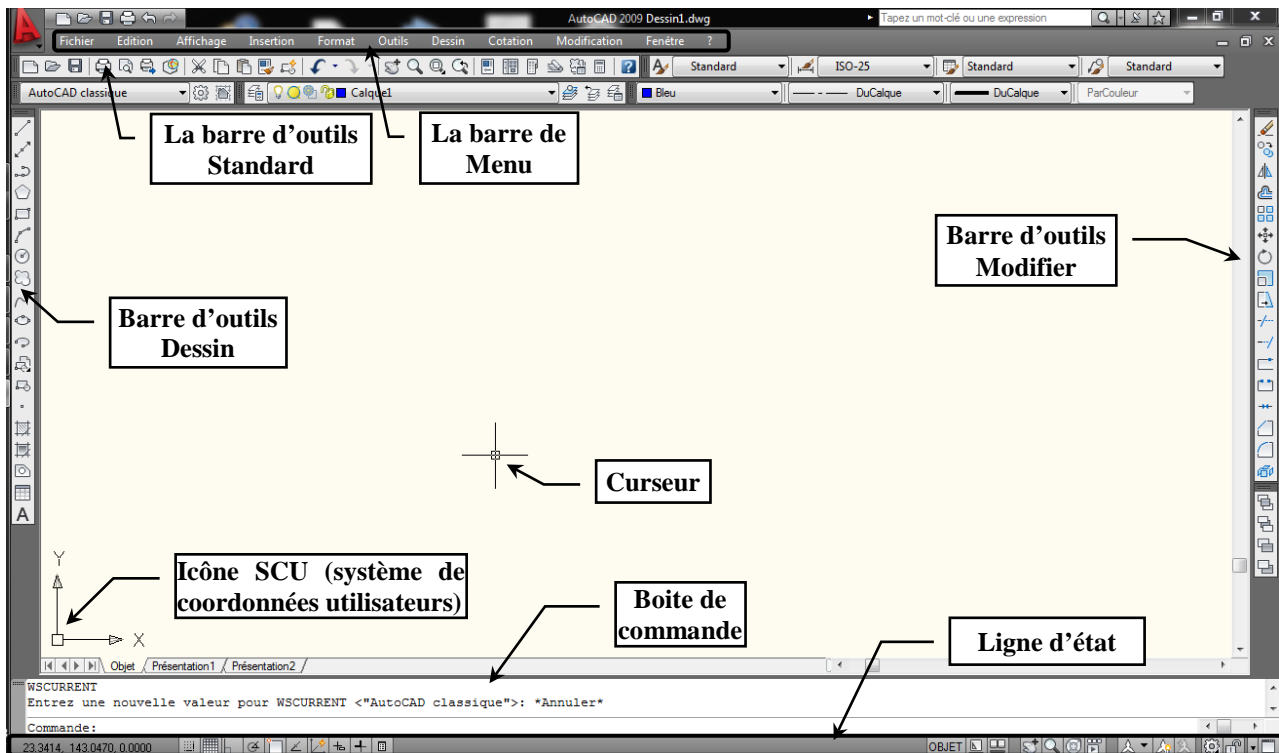 AutoCAD 2009 Dessin1.dwg
Tapez un mot-clé ou une expression
Fichier Edition Affichage Insertion Format Outils Dessin Cotation Modification Fenêtre ?
Standard ISO-25 Standard Standard
AutoCAD classique Calque1 Bleu DuCalque DuCalque ParCouleur
La barre d'outils
Standard
La barre de
Menu
Barre d'outils
Modifier
Barre d'outils
Dessin
Curseur
A
Y
X
Icône SCU (système de
coordonnées utilisateurs)
Boite de
commande
Ligne d'état
Objet Présentation1 Présentation2
WSCURRENT
Entrez une nouvelle valeur pour WSCURRENT <"AutoCAD classique">: *Annuler*
Commande:
23.3414, 143.0470, 0.0000 OBJET